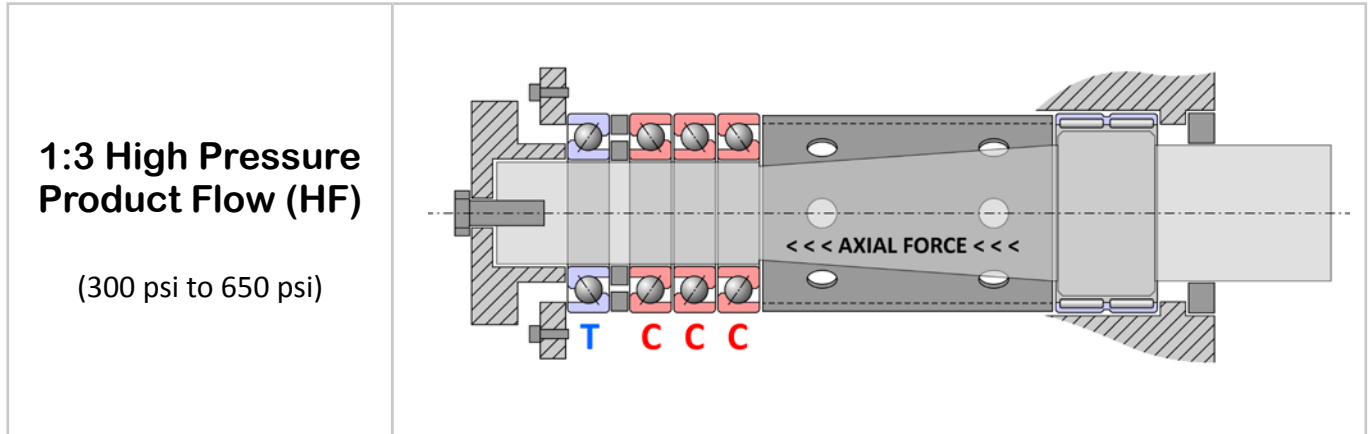 1:3 High Pressure
Product Flow (HF)
(300 psi to 650 psi)
< < < AXIAL FORCE < < <
T C C C